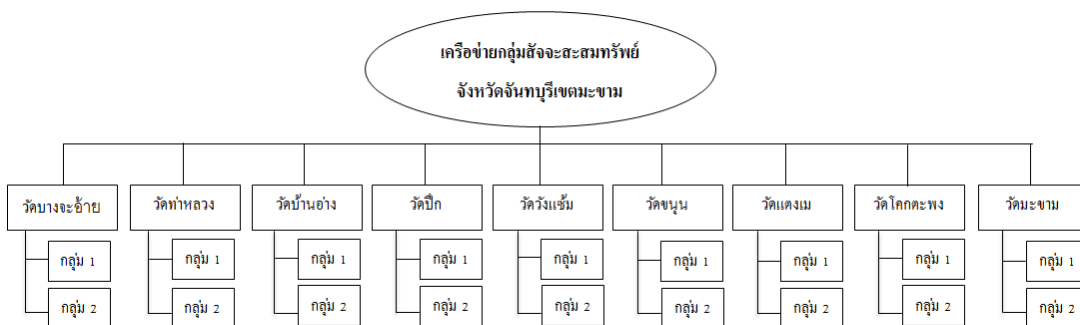 เครือข่ายกลุ่มสัจจะสะสมทรัพย์
จังหวัดจันทบุรีเขตมะขาม
วัดบางจะอ้าย
วัดท่าหลวง
วัดบ้านอ่าง
วัดปึก
วัดวังแซ้ม
วัดขนุน
วัดแตงเม
วัดโคกตะพง
วัดมะขาม
กลุ่ม 1
กลุ่ม 1
กลุ่ม 1
กลุ่ม 1
กลุ่ม 1
กลุ่ม 1
กลุ่ม 1
กลุ่ม 1
กลุ่ม 1
กลุ่ม 2
กลุ่ม 2
กลุ่ม 2
กลุ่ม 2
กลุ่ม 2
กลุ่ม 2
กลุ่ม 2
กลุ่ม 2
กลุ่ม 2